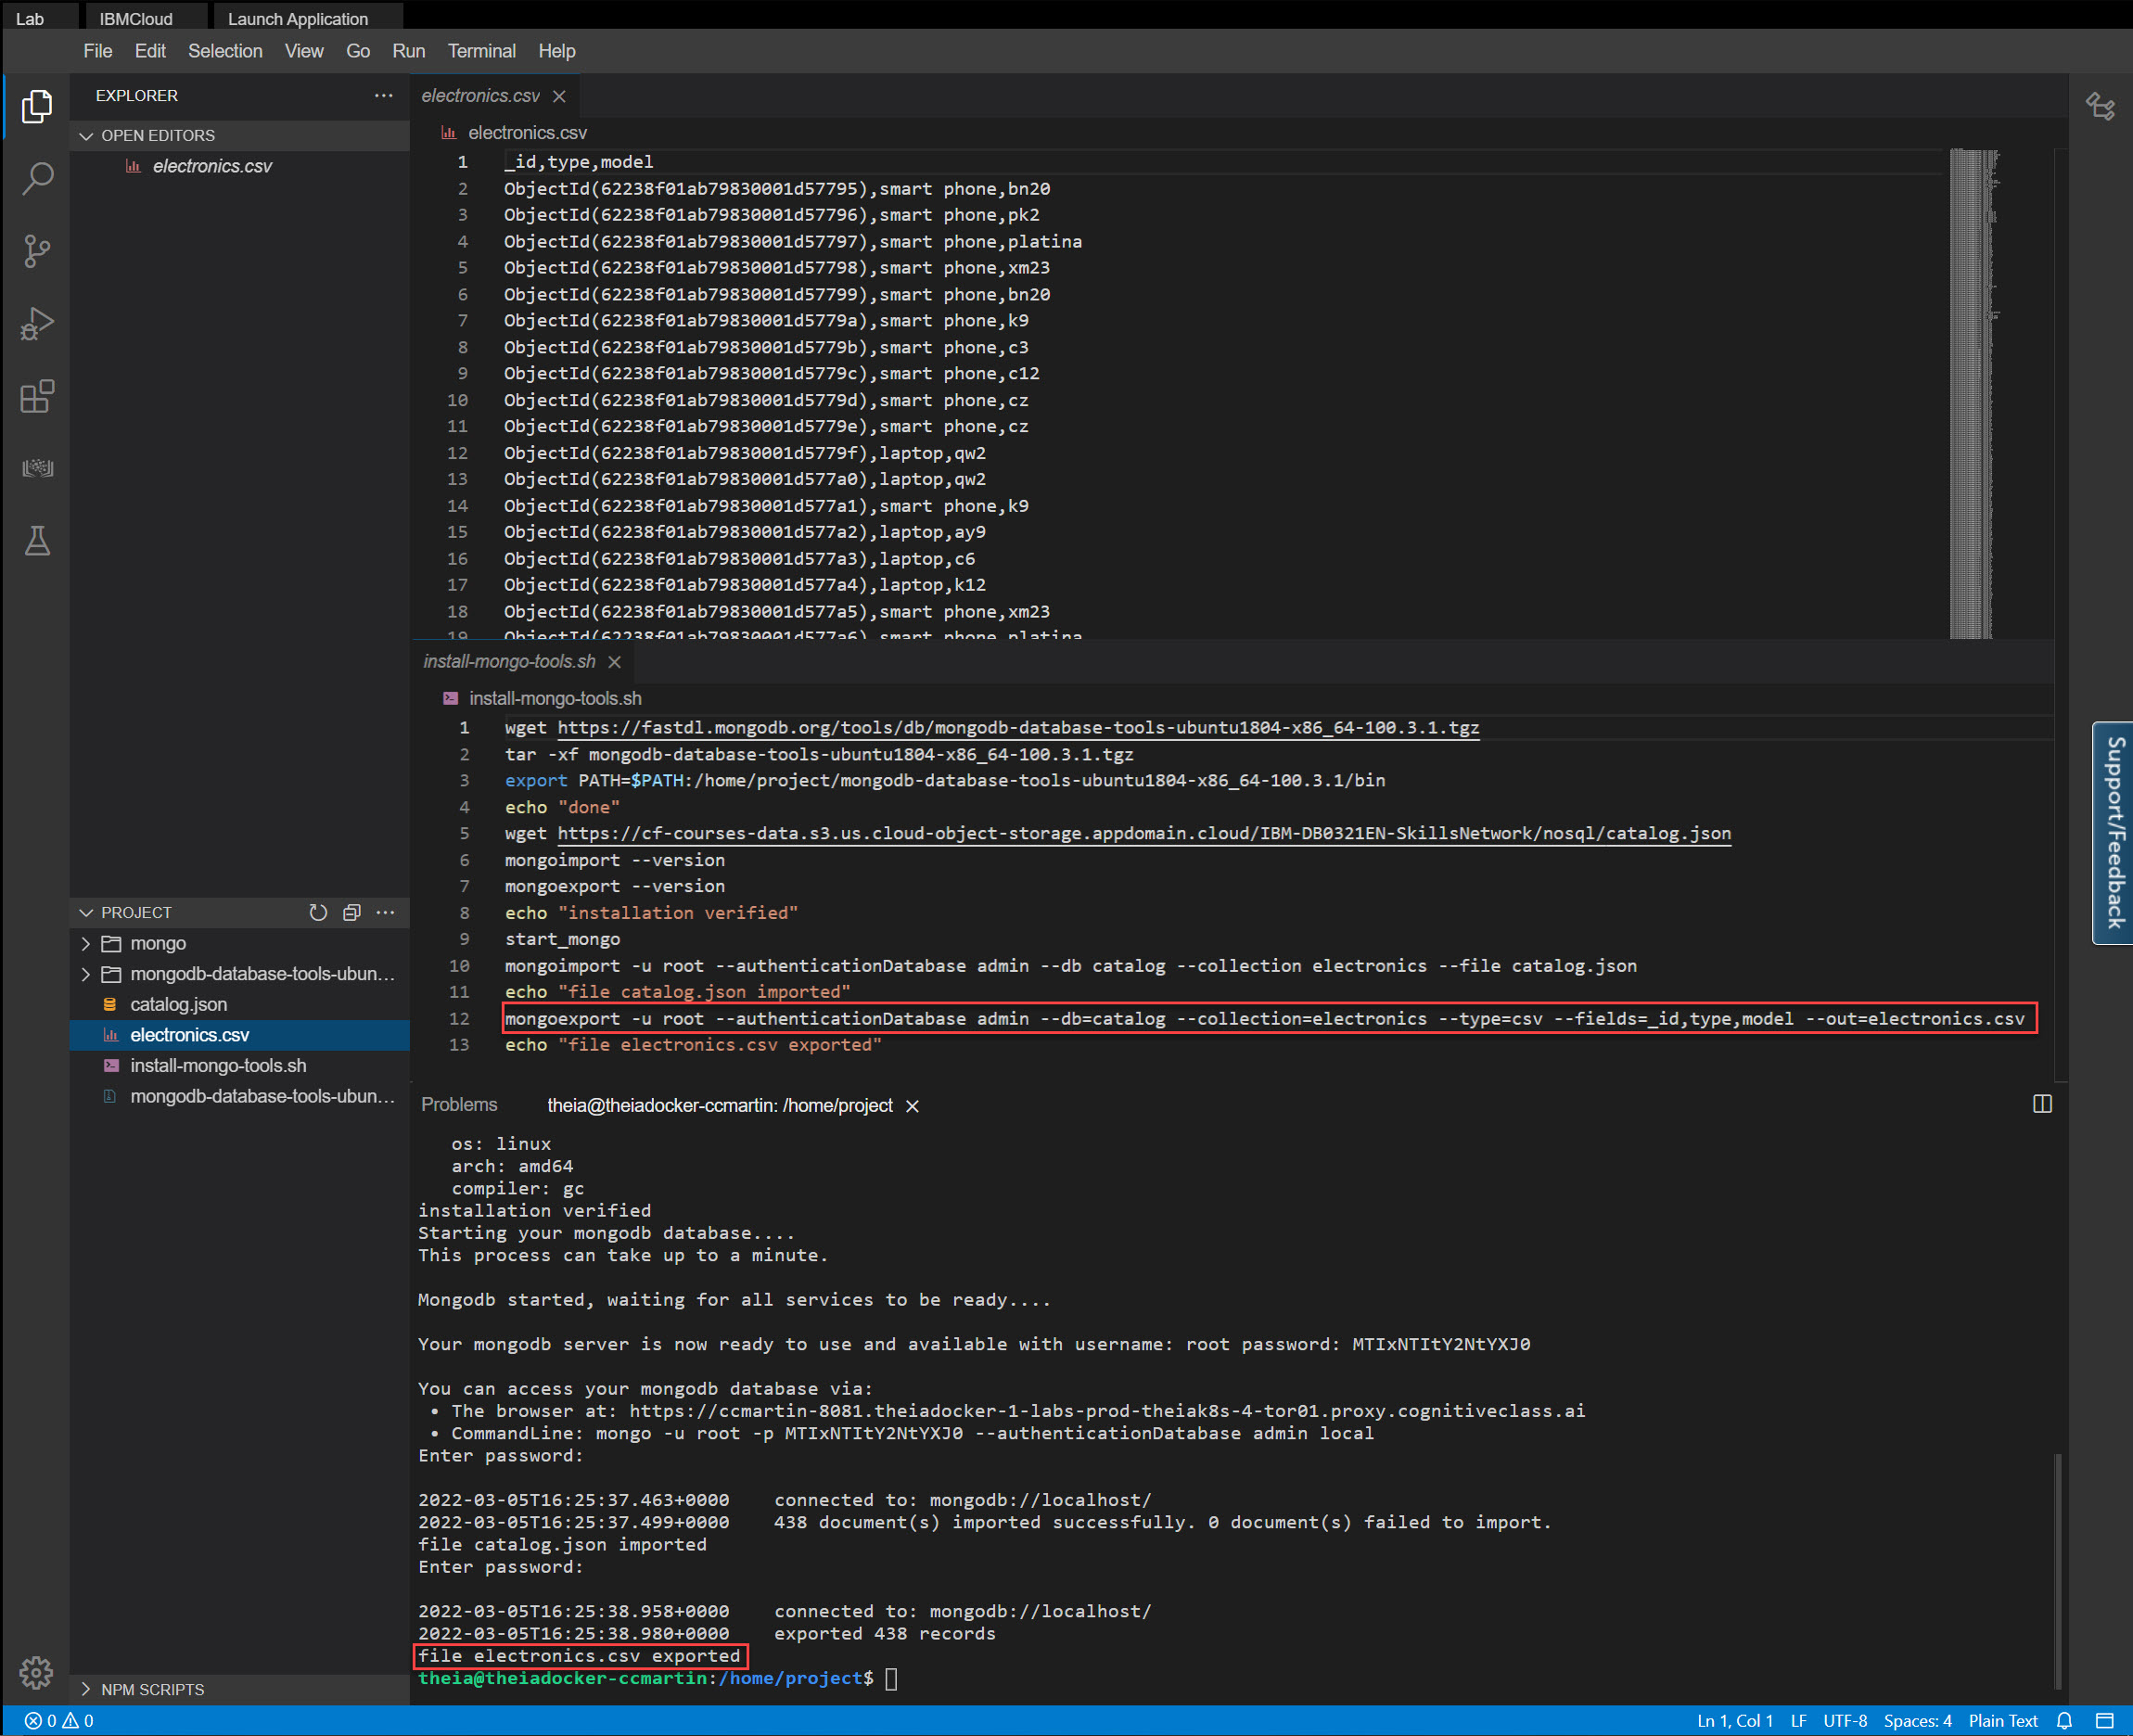 Lab IBMCloud Launch Application
File Edit Selection View Go Run Terminal Help
EXPLORER
OPEN EDITORS
electronics.csv
PROJECT
mongo
mongodb-database-tools-ubun...
catalog.json
electronics.csv
install-mongo-tools.sh
mongodb-database-tools-ubun...
NPM SCRIPTS
electronics.csv
electronics.csv
1 _id,type,model
2 ObjectId(62238f01ab79830001d57795),smart phone,bn20
3 ObjectId(62238f01ab79830001d57796),smart phone,pk2
4 ObjectId(62238f01ab79830001d57797),smart phone,platina
5 ObjectId(62238f01ab79830001d57798),smart phone,xm23
6 ObjectId(62238f01ab79830001d57799),smart phone,bn20
7 ObjectId(62238f01ab79830001d5779a),smart phone,k9
8 ObjectId(62238f01ab79830001d5779b),smart phone,c3
9 ObjectId(62238f01ab79830001d5779c),smart phone,c12
10 ObjectId(62238f01ab79830001d5779d),smart phone,cz
11 ObjectId(62238f01ab79830001d5779e),smart phone,cz
12 ObjectId(62238f01ab79830001d5779f),laptop,qw2
13 ObjectId(62238f01ab79830001d577a0),laptop,qw2
14 ObjectId(62238f01ab79830001d577a1),smart phone,k9
15 ObjectId(62238f01ab79830001d577a2),laptop,ay9
16 ObjectId(62238f01ab79830001d577a3),laptop,c6
17 ObjectId(62238f01ab79830001d577a4),laptop,k12
18 ObjectId(62238f01ab79830001d577a5),smart phone,xm23
19 ObjectId(62238f01ab79830001d577a6),smart phone,platina
install-mongo-tools.sh
install-mongo-tools.sh
1 wget https://fastdl.mongodb.org/tools/db/mongodb-database-tools-ubuntu1804-x86_64-100.3.1.tgz
2 tar -xf mongodb-database-tools-ubuntu1804-x86_64-100.3.1.tgz
3 export PATH=$PATH:/home/project/mongodb-database-tools-ubuntu1804-x86_64-100.3.1/bin
4 echo "done"
5 wget https://cf-courses-data.s3.us.cloud-object-storage.appdomain.cloud/IBM-DB0321EN-SkillsNetwork/nosql/catalog.json
6 mongoimport --version
7 mongoexport --version
8 echo "installation verified"
9 start_mongo
10 mongoimport -u root --authenticationDatabase admin --db catalog --collection electronics --file catalog.json
11 echo "file catalog.json imported"
12 mongoexport -u root --authenticationDatabase admin --db=catalog --collection=electronics --type=csv --fields=_id,type,model --out=electronics.csv
13 echo "file electronics.csv exported"
Problems theia@theiadocker-ccmartin: /home/project
os: linux
arch: amd64
compiler: gc
installation verified
Starting your mongodb database....
This process can take up to a minute.
Mongodb started, waiting for all services to be ready....
Your mongodb server is now ready to use and available with username: root password: MTIxNTItY2NtYXJ0
You can access your mongodb database via:
• The browser at: https://ccmartin-8081.theiadocker-1-labs-prod-theiak8s-4-tor01.proxy.cognitiveclass.ai
• CommandLine: mongo -u root -p MTIxNTItY2NtYXJ0 --authenticationDatabase admin local
Enter password:
2022-03-05T16:25:37.463+0000 connected to: mongodb://localhost/
2022-03-05T16:25:37.499+0000 438 document(s) imported successfully. 0 document(s) failed to import.
file catalog.json imported
Enter password:
2022-03-05T16:25:38.958+0000 connected to: mongodb://localhost/
2022-03-05T16:25:38.980+0000 exported 438 records
file electronics.csv exported
theia@theiadocker-ccmartin:/home/project$
Support/Feedback
0 0 Ln 1, Col 1 LF UTF-8 Spaces: 4 Plain Text